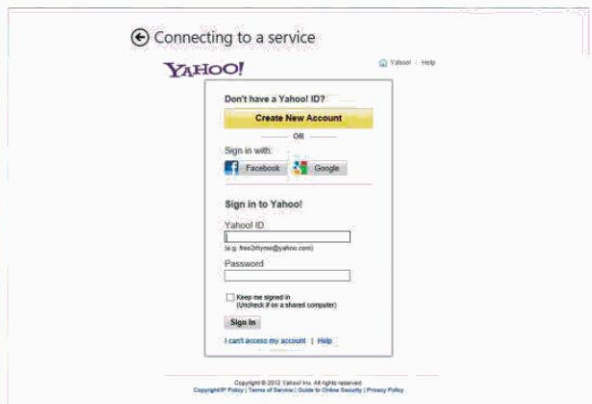 Connecting to a service
YAHOO!
Yahoo! | Help
Don't have a Yahoo! ID?
Create New Account
OR
Sign in with:
Facebook Google
Sign in to Yahoo!
Yahoo! ID
(e.g. free2rhyme@yahoo.com)
Password
Keep me signed in
(Uncheck if on a shared computer)
Sign In
I can't access my account | Help
Copyright © 2012 Yahoo! Inc. All rights reserved
Copyright/IP Policy | Terms of Service | Guide to Online Security | Privacy Policy